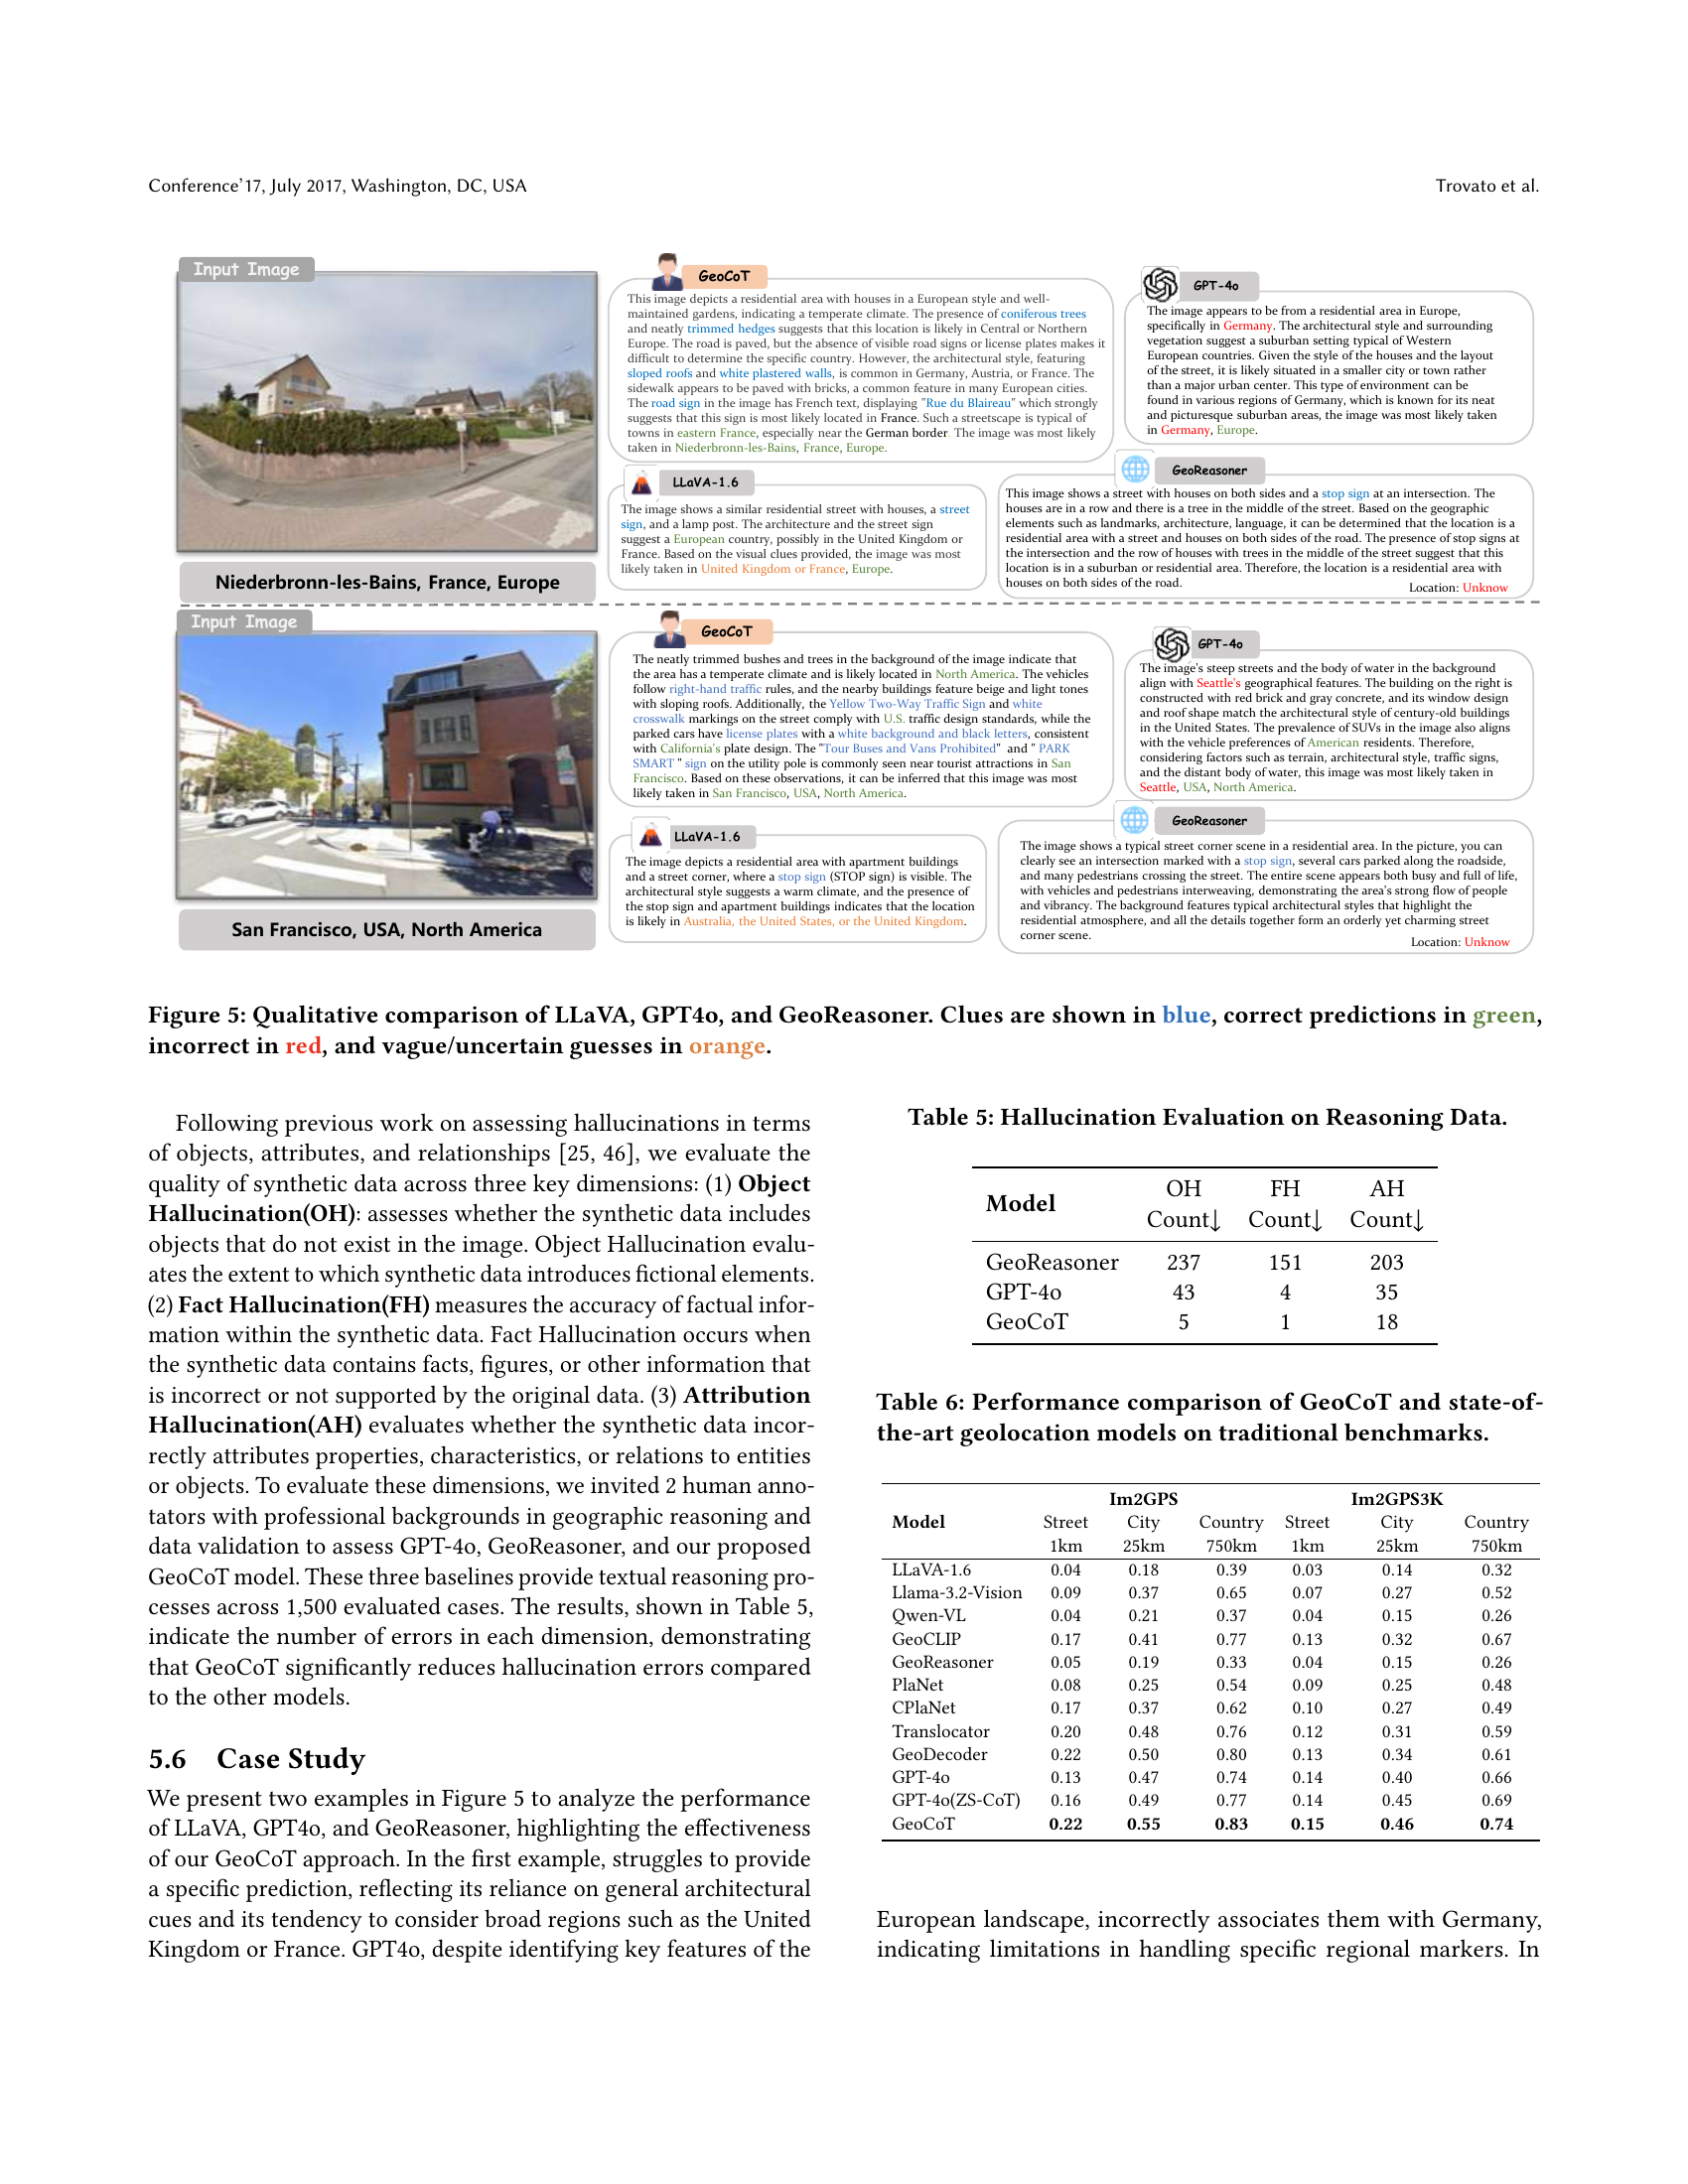 Conference'17, July 2017, Washington, DC, USA
Trovato et al.
Input Image
Niederbronn-les-Bains, France, Europe
GeoCoT
This image depicts a residential area with houses in a European style and well-
maintained gardens, indicating a temperate climate. The presence of coniferous trees
and neatly trimmed hedges suggests that this location is likely in Central or Northern
Europe. The road is paved, but the absence of visible road signs or license plates makes it
difficult to determine the specific country. However, the architectural style, featuring
sloped roofs and white plastered walls, is common in Germany, Austria, or France. The
sidewalk appears to be paved with bricks, a common feature in many European cities.
The road sign in the image has French text, displaying "Rue du Blaireau" which strongly
suggests that this sign is most likely located in France. Such a streetscape is typical of
towns in eastern France, especially near the German border. The image was most likely
taken in Niederbronn-les-Bains, France, Europe.
GPT-4o
The image appears to be from a residential area in Europe,
specifically in Germany. The architectural style and surrounding
vegetation suggest a suburban setting typical of Western
European countries. Given the style of the houses and the layout
of the street, it is likely situated in a smaller city or town rather
than a major urban center. This type of environment can be
found in various regions of Germany, which is known for its neat
and picturesque suburban areas, the image was most likely taken
in Germany, Europe.
LLaVA-1.6
The image shows a similar residential street with houses, a street
sign, and a lamp post. The architecture and the street sign
suggest a European country, possibly in the United Kingdom or
France. Based on the visual clues provided, the image was most
likely taken in United Kingdom or France, Europe.
GeoReasoner
This image shows a street with houses on both sides and a stop sign at an intersection. The
houses are in a row and there is a tree in the middle of the street. Based on the geographic
elements such as landmarks, architecture, language, it can be determined that the location is a
residential area with a street and houses on both sides of the road. The presence of stop signs at
the intersection and the row of houses with trees in the middle of the street suggest that this
location is in a suburban or residential area. Therefore, the location is a residential area with
houses on both sides of the road.
Location: Unknow
Input Image
San Francisco, USA, North America
GeoCoT
The neatly trimmed bushes and trees in the background of the image indicate that
the area has a temperate climate and is likely located in North America. The vehicles
follow right-hand traffic rules, and the nearby buildings feature beige and light tones
with sloping roofs. Additionally, the Yellow Two-Way Traffic Sign and white
crosswalk markings on the street comply with U.S. traffic design standards, while the
parked cars have license plates with a white background and black letters, consistent
with California's plate design. The "Tour Buses and Vans Prohibited" and " PARK
SMART " sign on the utility pole is commonly seen near tourist attractions in San
Francisco. Based on these observations, it can be inferred that this image was most
likely taken in San Francisco, USA, North America.
GPT-4o
The image's steep streets and the body of water in the background
align with Seattle's geographical features. The building on the right is
constructed with red brick and gray concrete, and its window design
and roof shape match the architectural style of century-old buildings
in the United States. The prevalence of SUVs in the image also aligns
with the vehicle preferences of American residents. Therefore,
considering factors such as terrain, architectural style, traffic signs,
and the distant body of water, this image was most likely taken in
Seattle, USA, North America.
LLaVA-1.6
The image depicts a residential area with apartment buildings
and a street corner, where a stop sign (STOP sign) is visible. The
architectural style suggests a warm climate, and the presence of
the stop sign and apartment buildings indicates that the location
is likely in Australia, the United States, or the United Kingdom.
GeoReasoner
The image shows a typical street corner scene in a residential area. In the picture, you can
clearly see an intersection marked with a stop sign, several cars parked along the roadside,
and many pedestrians crossing the street. The entire scene appears both busy and full of life,
with vehicles and pedestrians interweaving, demonstrating the area's strong flow of people
and vibrancy. The background features typical architectural styles that highlight the
residential atmosphere, and all the details together form an orderly yet charming street
corner scene.
Location: Unknow
Figure 5: Qualitative comparison of LLaVA, GPT4o, and GeoReasoner. Clues are shown in blue, correct predictions in green,
incorrect in red, and vague/uncertain guesses in orange.
Following previous work on assessing hallucinations in terms
of objects, attributes, and relationships [25, 46], we evaluate the
quality of synthetic data across three key dimensions: (1) Object
Hallucination(OH): assesses whether the synthetic data includes
objects that do not exist in the image. Object Hallucination evalu-
ates the extent to which synthetic data introduces fictional elements.
(2) Fact Hallucination(FH) measures the accuracy of factual infor-
mation within the synthetic data. Fact Hallucination occurs when
the synthetic data contains facts, figures, or other information that
is incorrect or not supported by the original data. (3) Attribution
Hallucination(AH) evaluates whether the synthetic data incor-
rectly attributes properties, characteristics, or relations to entities
or objects. To evaluate these dimensions, we invited 2 human anno-
tators with professional backgrounds in geographic reasoning and
data validation to assess GPT-4o, GeoReasoner, and our proposed
GeoCoT model. These three baselines provide textual reasoning pro-
cesses across 1,500 evaluated cases. The results, shown in Table 5,
indicate the number of errors in each dimension, demonstrating
that GeoCoT significantly reduces hallucination errors compared
to the other models.
5.6 Case Study
We present two examples in Figure 5 to analyze the performance
of LLaVA, GPT4o, and GeoReasoner, highlighting the effectiveness
of our GeoCoT approach. In the first example, struggles to provide
a specific prediction, reflecting its reliance on general architectural
cues and its tendency to consider broad regions such as the United
Kingdom or France. GPT4o, despite identifying key features of the
Table 5: Hallucination Evaluation on Reasoning Data.
Model OH Count↓ FH Count↓ AH Count↓
GeoReasoner 237 151 203
GPT-4o 43 4 35
GeoCoT 5 1 18
Table 6: Performance comparison of GeoCoT and state-of-
the-art geolocation models on traditional benchmarks.
Im2GPS Im2GPS3K
Model Street City Country Street City Country
1km 25km 750km 1km 25km 750km
LLaVA-1.6 0.04 0.18 0.39 0.03 0.14 0.32
Llama-3.2-Vision 0.09 0.37 0.65 0.07 0.27 0.52
Qwen-VL 0.04 0.21 0.37 0.04 0.15 0.26
GeoCLIP 0.17 0.41 0.77 0.13 0.32 0.67
GeoReasoner 0.05 0.19 0.33 0.04 0.15 0.26
PlaNet 0.08 0.25 0.54 0.09 0.25 0.48
CPlaNet 0.17 0.37 0.62 0.10 0.27 0.49
Translocator 0.20 0.48 0.76 0.12 0.31 0.59
GeoDecoder 0.22 0.50 0.80 0.13 0.34 0.61
GPT-4o 0.13 0.47 0.74 0.14 0.40 0.66
GPT-4o(ZS-CoT) 0.16 0.49 0.77 0.14 0.45 0.69
GeoCoT 0.22 0.55 0.83 0.15 0.46 0.74
European landscape, incorrectly associates them with Germany,
indicating limitations in handling specific regional markers. In